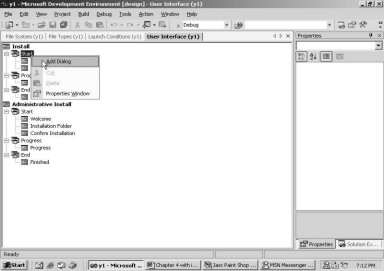 y1 - Microsoft Development Environment [design] - User Interface (y1)
File Edit View Project Build Debug Tools Action Window Help
Debug
File System (y1) File Types (y1) Launch Conditions (y1) User Interface (y1)
Properties
Install
Start
Add Dialog
Cut
Prog
Paste
End
Properties Window
Administrative Install
Start
Welcome
Installation Folder
Confirm Installation
Progress
Progress
End
Finished
Properties Solution Ex...
Ready
Start y1 - Microsoft ... Chapter 4 with i... Jasc Paint Shop ... MSN Messenger ... 7:12 PM